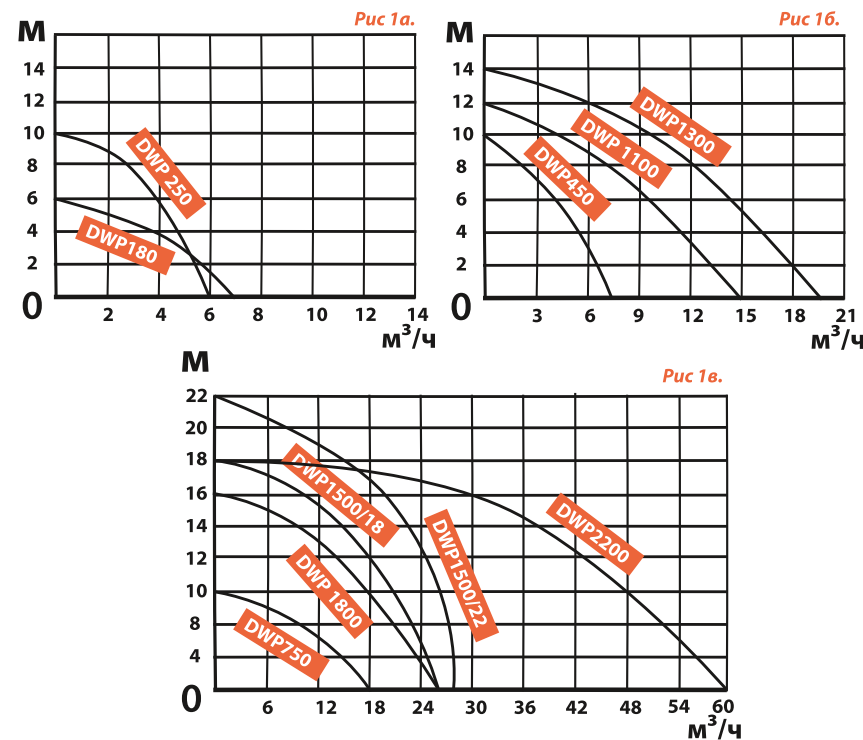 М
Рис 1а.
14
12
10
8
6
4
2
0
DWP 250
DWP180
2 4 6 8 10 12 14
м³/ч
М
Рис 1б.
14
12
10
8
6
4
2
0
DWP1300
DWP 1100
DWP450
3 6 9 12 15 18 21
м³/ч
М
Рис 1в.
22
20
18
16
14
12
10
8
4
0
DWP1500/18
DWP2200
DWP1500/22
DWP 1800
DWP750
6 12 18 24 30 36 42 48 54 60
м³/ч